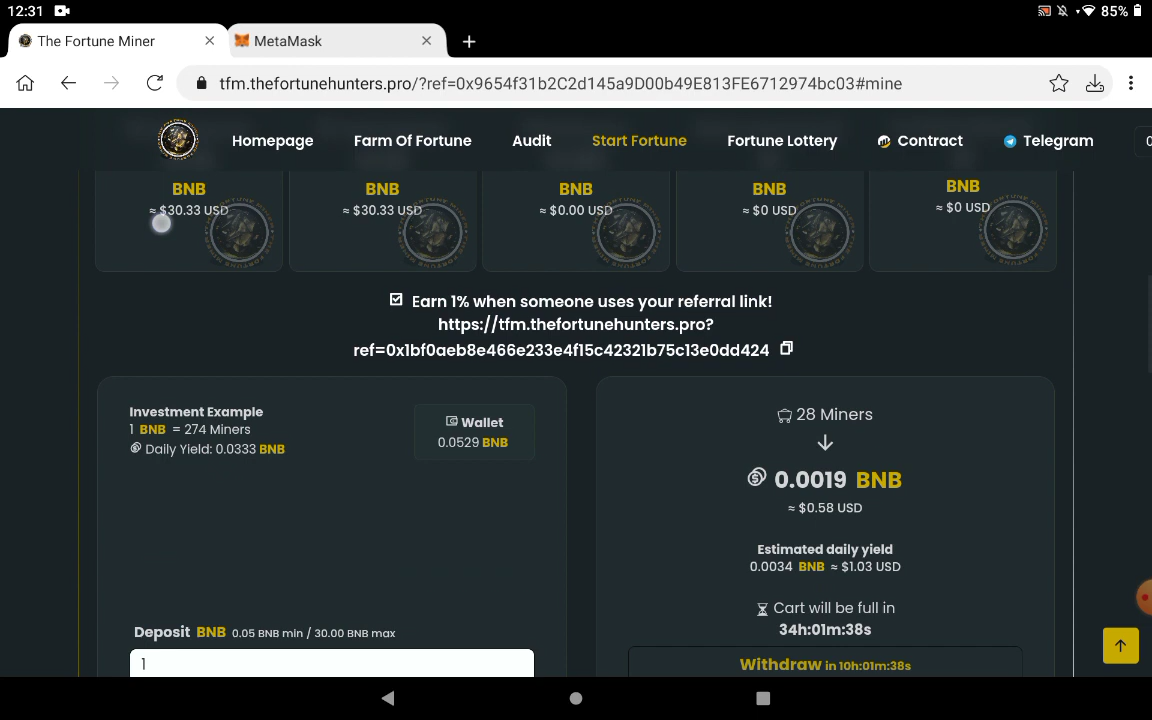 12:31
85%
The Fortune Miner
MetaMask
tfm.thefortunehunters.pro/?ref=0x9654f31b2C2d145a9D00b49E813FE6712974bc03#mine
Homepage Farm Of Fortune Audit Start Fortune Fortune Lottery Contract Telegram 0
BNB BNB BNB BNB BNB
≈ $30.33 USD ≈ $30.33 USD ≈ $0.00 USD ≈ $0 USD ≈ $0 USD
Earn 1% when someone uses your referral link!
https://tfm.thefortunehunters.pro?
ref=0x1bf0aeb8e466e233e4f15c42321b75c13e0dd424
Investment Example
1 BNB = 274 Miners
Daily Yield: 0.0333 BNB
Wallet
0.0529 BNB
Deposit BNB 0.05 BNB min / 30.00 BNB max
1
28 Miners
0.0019 BNB
≈ $0.58 USD
Estimated daily yield
0.0034 BNB ≈ $1.03 USD
Cart will be full in
34h:01m:38s
Withdraw in 10h:01m:38s